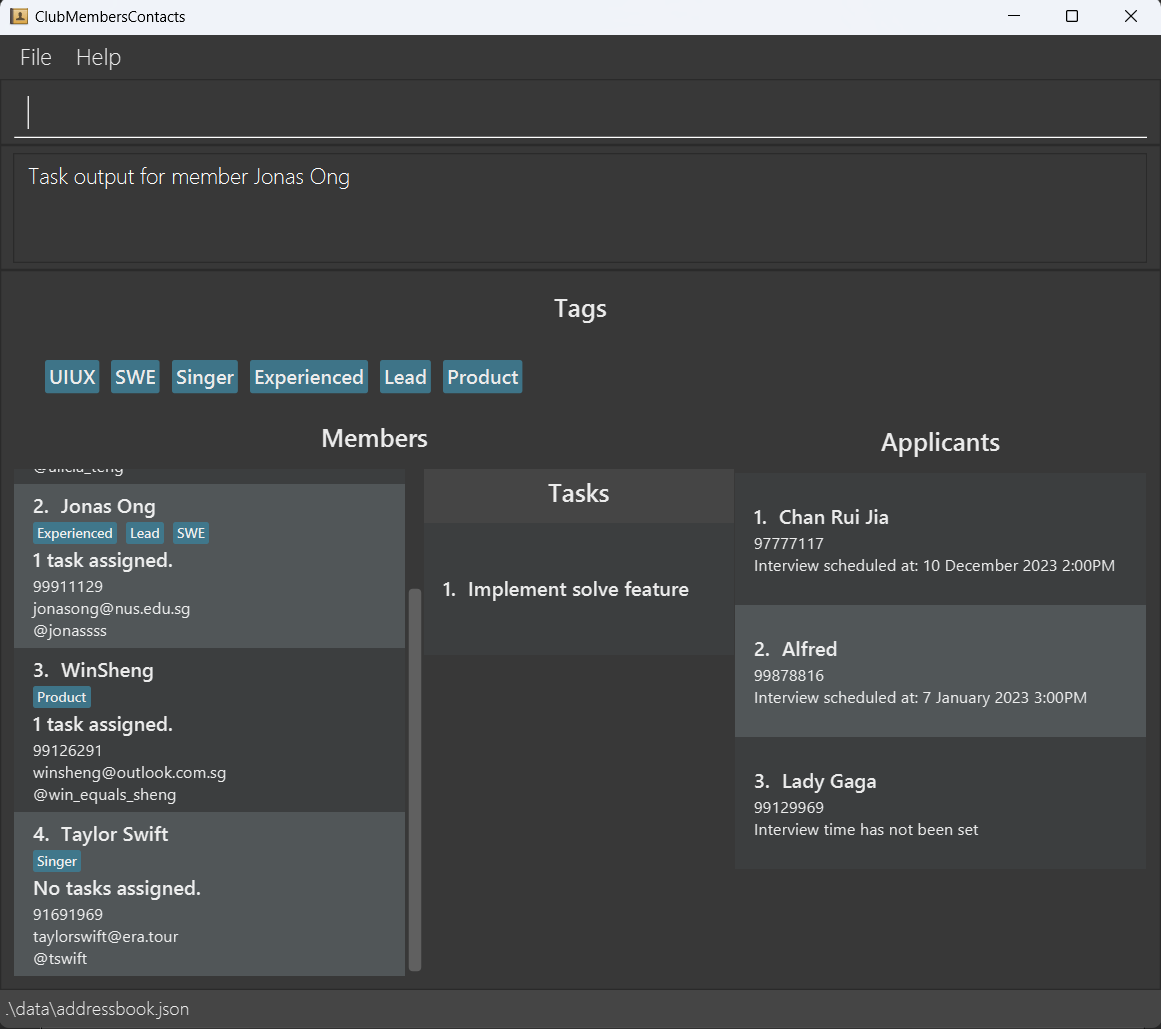 ClubMembersContacts
File Help
Task output for member Jonas Ong
Tags
UIUX SWE Singer Experienced Lead Product
Members
@alicia_teng
2. Jonas Ong
Experienced Lead SWE
1 task assigned.
99911129
jonasong@nus.edu.sg
@jonassss
3. WinSheng
Product
1 task assigned.
99126291
winsheng@outlook.com.sg
@win_equals_sheng
4. Taylor Swift
Singer
No tasks assigned.
91691969
taylorswift@era.tour
@tswift
Tasks
1. Implement solve feature
Applicants
1. Chan Rui Jia
97777117
Interview scheduled at: 10 December 2023 2:00PM
2. Alfred
99878816
Interview scheduled at: 7 January 2023 3:00PM
3. Lady Gaga
99129969
Interview time has not been set
.\data\addressbook.json